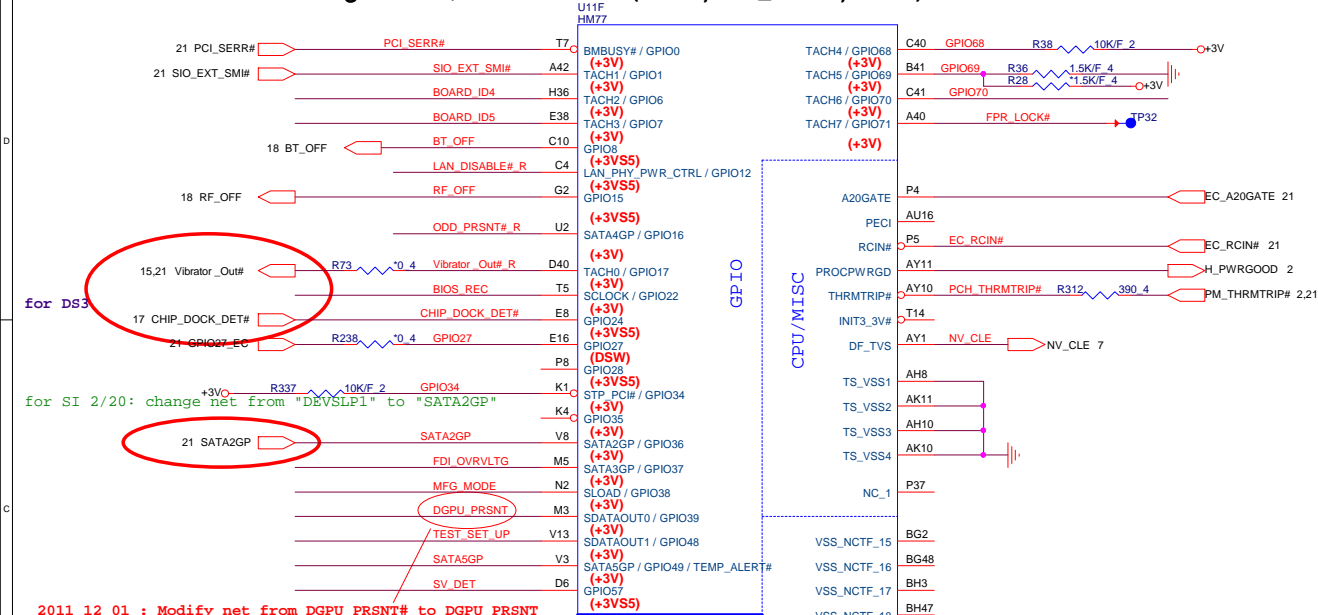 U11F
HM77
21 PCI_SERR# PCI_SERR# T7 BMBUSY# / GPIO0 TACH4 / GPIO68 C40 GPIO68 R38 10K/F_2 +3V
(+3V) (+3V)
21 SIO_EXT_SMI# SIO_EXT_SMI# A42 TACH1 / GPIO1 TACH5 / GPIO69 B41 GPIO69 R36 1.5K/F_4
(+3V) (+3V) R28 *1.5K/F_4 +3V
BOARD_ID4 H36 TACH2 / GPIO6 TACH6 / GPIO70 C41 GPIO70
(+3V) (+3V)
BOARD_ID5 E38 TACH3 / GPIO7 TACH7 / GPIO71 A40 FPR_LOCK# TP32
(+3V) (+3V)
18 BT_OFF BT_OFF C10 GPIO8
(+3VS5)
LAN_DISABLE#_R C4 LAN_PHY_PWR_CTRL / GPIO12
(+3VS5)
18 RF_OFF RF_OFF G2 GPIO15 A20GATE P4 EC_A20GATE 21
(+3VS5)
PECI AU16
ODD_PRSNT#_R U2 SATA4GP / GPIO16
RCIN# P5 EC_RCIN# EC_RCIN# 21
(+3V)
15,21 Vibrator _Out# R73 *0_4 Vibrator _Out#_R D40 TACH0 / GPIO17 PROCPWRGD AY11 H_PWRGOOD 2
(+3V)
GPIO
CPU/MISC
BIOS_REC T5 SCLOCK / GPIO22 THRMTRIP# AY10 PCH_THRMTRIP# R312 390_4 PM_THRMTRIP# 2,21
for DS3
(+3V)
17 CHIP_DOCK_DET# CHIP_DOCK_DET# E8 GPIO24 INIT3_3V# T14
(+3VS5)
21 GPIO27_EC R238 *0_4 GPIO27 E16 GPIO27 DF_TVS AY1 NV_CLE NV_CLE 7
(DSW)
P8 GPIO28
(+3VS5)
TS_VSS1 AH8
+3V R337 10K/F_2 GPIO34 K1 STP_PCI# / GPIO34
for SI 2/20: change net from "DEVSLP1" to "SATA2GP"
(+3V)
TS_VSS2 AK11
K4 GPIO35
(+3V)
TS_VSS3 AH10
21 SATA2GP SATA2GP V8 SATA2GP / GPIO36
(+3V)
TS_VSS4 AK10
FDI_OVRVLTG M5 SATA3GP / GPIO37
(+3V)
MFG_MODE N2 SLOAD / GPIO38 NC_1 P37
(+3V)
DGPU_PRSNT M3 SDATAOUT0 / GPIO39
(+3V)
TEST_SET_UP V13 SDATAOUT1 / GPIO48 VSS_NCTF_15 BG2
(+3V)
SATA5GP V3 SATA5GP / GPIO49 / TEMP_ALERT# VSS_NCTF_16 BG48
(+3V)
SV_DET D6 GPIO57 VSS_NCTF_17 BH3
(+3VS5)
BH47
2011 12 01 : Modify net from DGPU PRSNT# to DGPU PRSNT
D
C